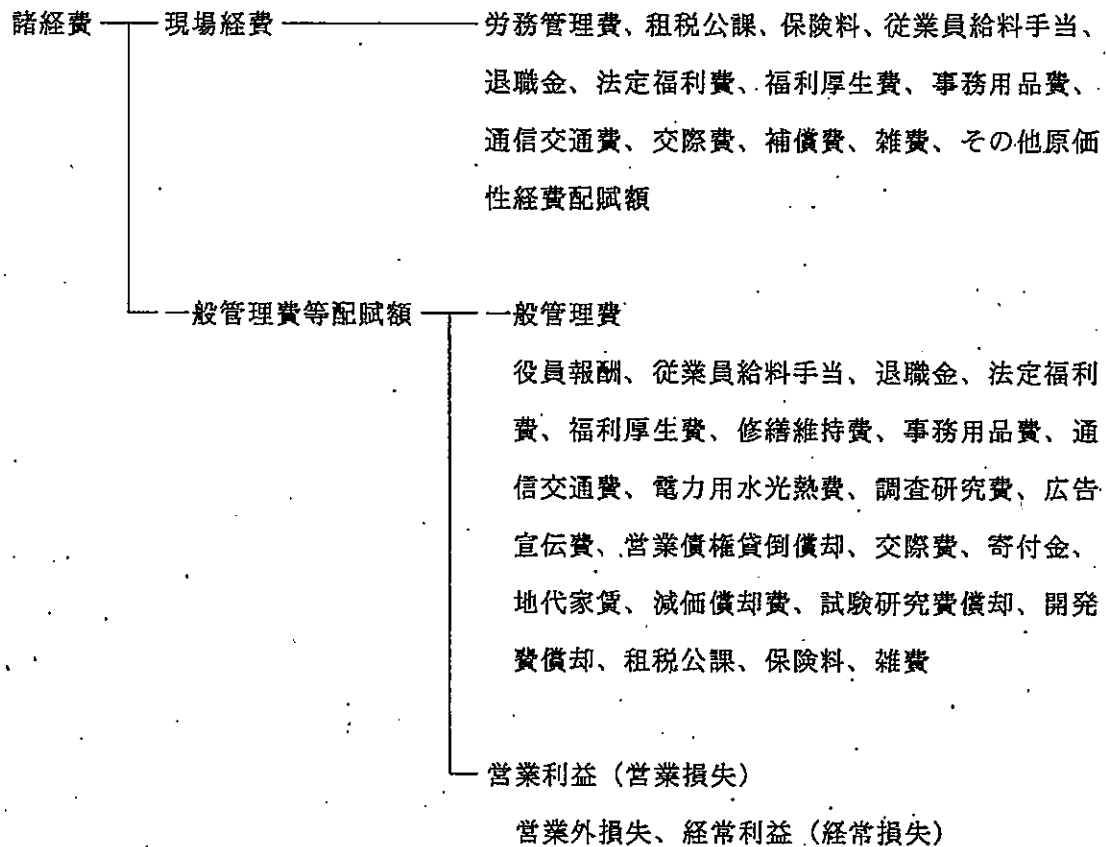 諸経費 現場経費 労務管理費、租税公課、保険料、従業員給料手当、
退職金、法定福利費、福利厚生費、事務用品費、
通信交通費、交際費、補償費、雑費、その他原価
性経費配賦額
一般管理費等配賦額 一般管理費
役員報酬、従業員給料手当、退職金、法定福利
費、福利厚生費、修繕維持費、事務用品費、通
信交通費、電力用水光熱費、調査研究費、広告
宣伝費、営業債権貸倒償却、交際費、寄付金、
地代家賃、減価償却費、試験研究費償却、開発
費償却、租税公課、保険料、雑費
営業利益（営業損失）
営業外損失、経常利益（経常損失）